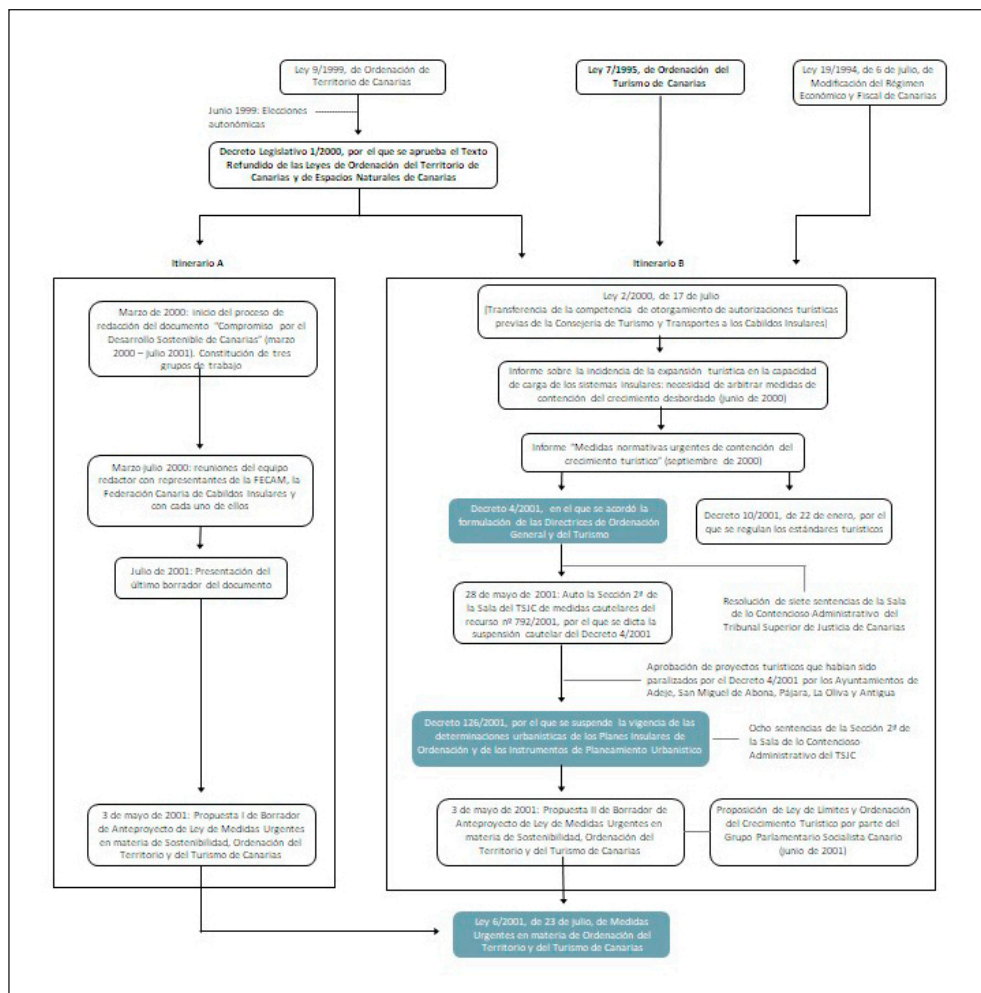 Ley 9/1999, de Ordenación de
Territorio de Canarias
Ley 7/1995, de Ordenación del
Turismo de Canarias
Ley 19/1994, de 6 de julio, de
Modificación del Régimen
Económico y Fiscal de Canarias
Junio 1999: Elecciones
autonómicas
Decreto Legislativo 1/2000, por el que se aprueba el Texto
Refundido de las Leyes de Ordenación del Territorio de
Canarias y de Espacios Naturales de Canarias
Itinerario A
Marzo de 2000: inicio del proceso de
redacción del documento "Compromiso por el
Desarrollo Sostenible de Canarias" (marzo
2000 – julio 2001). Constitución de tres
grupos de trabajo
Marzo julio 2000: reuniones del equipo
redactor con representantes de la FECAM, la
Federación Canaria de Cabildos Insulares y
con cada uno de ellos
Julio de 2001: Presentación del
último borrador del documento
3 de mayo de 2001: Propuesta I de Borrador
de Anteproyecto de Ley de Medidas Urgentes
en materia de Sostenibilidad, Ordenación del
Territorio y del Turismo de Canarias
Itinerario B
Ley 2/2000, de 17 de julio
(Transferencia de la competencia de otorgamiento de autorizaciones turísticas
previas de la Consejería de Turismo y Transportes a los Cabildos Insulares)
Informe sobre la incidencia de la expansión turística en la capacidad
de carga de los sistemas insulares: necesidad de arbitrar medidas de
contención del crecimiento desbordado (junio de 2000)
Informe "Medidas normativas urgentes de contención del
crecimiento turístico" (septiembre de 2000)
Decreto 4/2001, en el que se acordó la
formulación de las Directrices de Ordenación
General y del Turismo
Decreto 10/2001, de 22 de enero, por el
que se regulan los estándares turísticos
28 de mayo de 2001: Auto la Sección 2ª de
la Sala del TSJC de medidas cautelares del
recurso nº 792/2001, por el que se dicta la
suspensión cautelar del Decreto 4/2001
Resolución de siete sentencias de la Sala
de lo Contencioso Administrativo del
Tribunal Superior de Justicia de Canarias
Aprobación de proyectos turísticos que habían sido
paralizados por el Decreto 4/2001 por los Ayuntamientos de
Adeje, San Miguel de Abona, Pájara, La Oliva y Antigua
Decreto 126/2001, por el que se suspende la vigencia de las
determinaciones urbanísticas de los Planes Insulares de
Ordenación y de los Instrumentos de Planeamiento Urbanístico
Ocho sentencias de la Sección 2ª de
la Sala de lo Contencioso
Administrativo del TSJC
3 de mayo de 2001: Propuesta II de Borrador de
Anteproyecto de Ley de Medidas Urgentes en
materia de Sostenibilidad, Ordenación del
Territorio y del Turismo de Canarias
Proposición de Ley de Límites y Ordenación
del Crecimiento Turístico por parte del
Grupo Parlamentario Socialista Canario
(junio de 2001)
Ley 6/2001, de 23 de julio, de Medidas
Urgentes en materia de Ordenación del
Territorio y del Turismo de Canarias